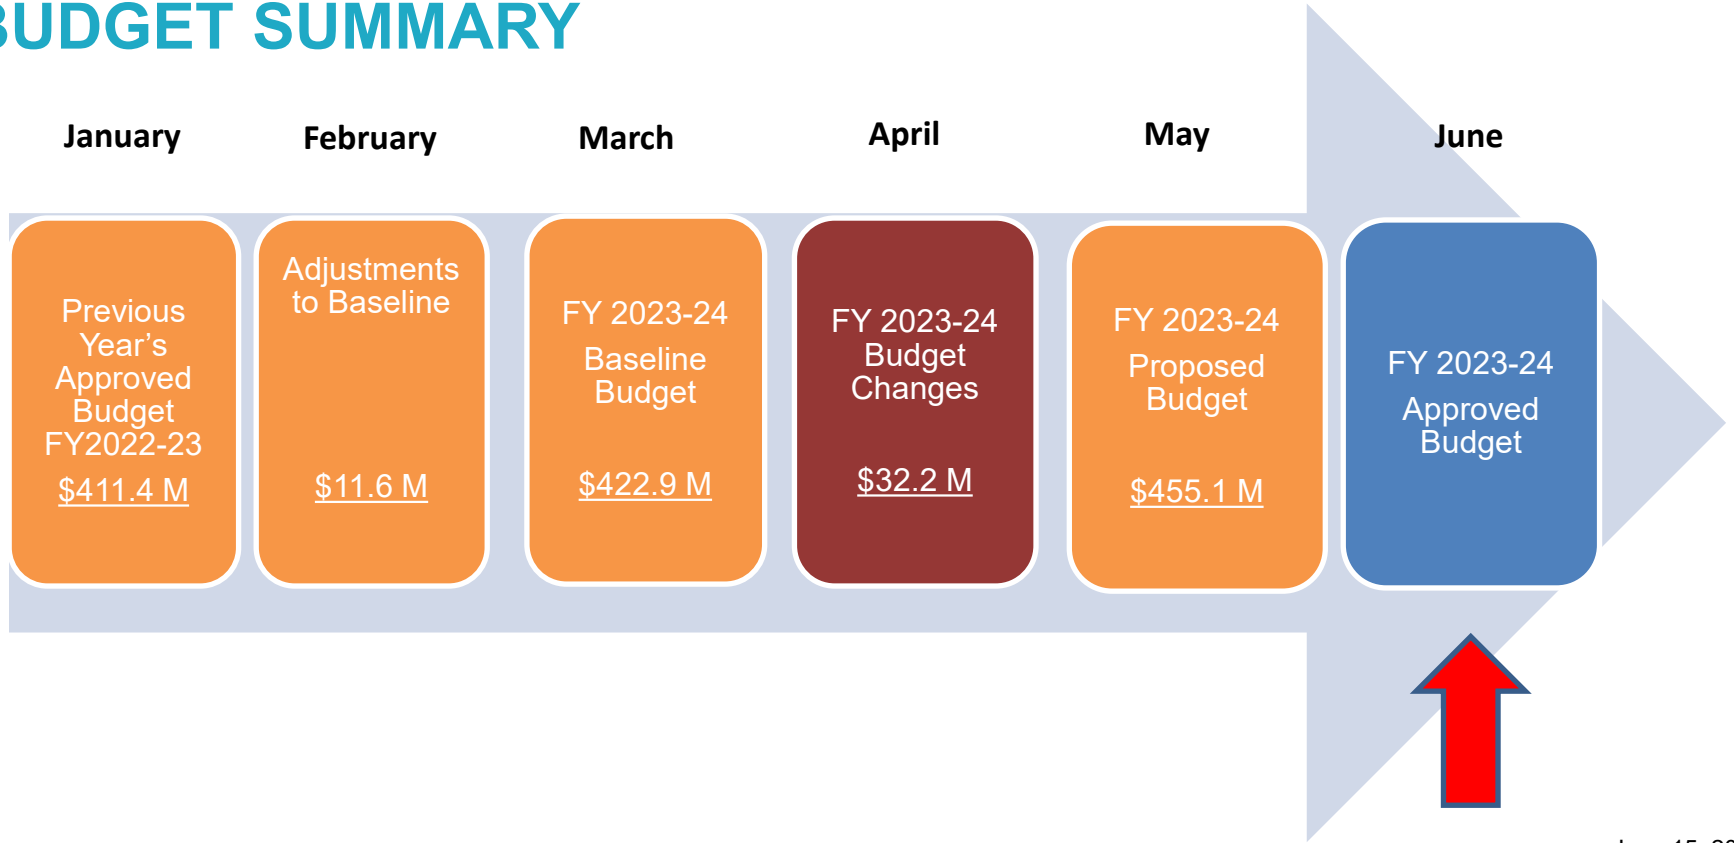 BUDGET SUMMARY
January
February
March
April
May
June
Previous
Year’s
Approved
Budget
FY2022-23
$411.4 M
Adjustments
to Baseline
$11.6 M
FY 2023-24
Baseline
Budget
$422.9 M
FY 2023-24
Budget
Changes
$32.2 M
FY 2023-24
Proposed
Budget
$455.1 M
FY 2023-24
Approved
Budget